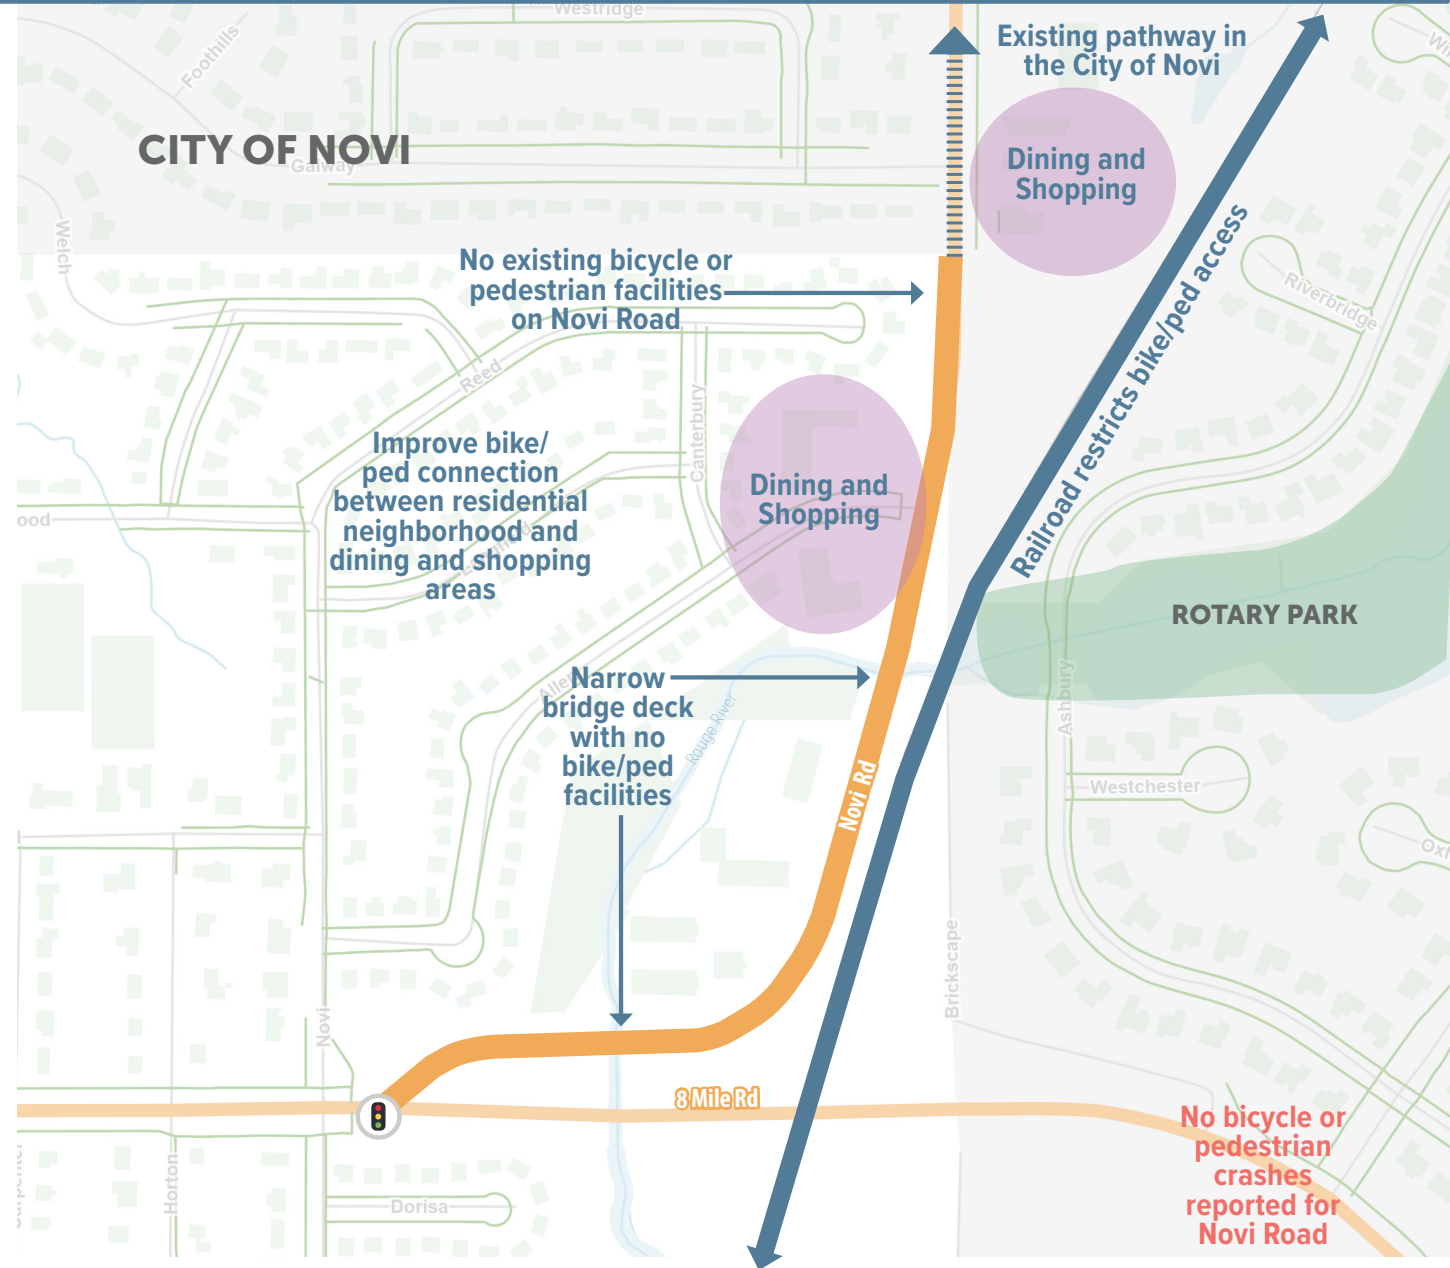 Westridge
Foothills
Existing pathway in
the City of Novi
CITY OF NOVI
Galway
Dining and
Shopping
Welch
No existing bicycle or
pedestrian facilities
on Novi Road
Riverbridge
Railroad restricts bike/ped access
Reed
Canterbury
Improve bike/
ped connection
between residential
neighborhood and
dining and shopping
areas
Dining and
Shopping
ood
ROTARY PARK
Ashbury
Allen
Narrow
bridge deck
with no
bike/ped
facilities
Rouge River
Novi Rd
Westchester
Oxf
Brickscape
Novi
8 Mile Rd
No bicycle or
pedestrian
crashes
reported for
Novi Road
Horton
Dorisa